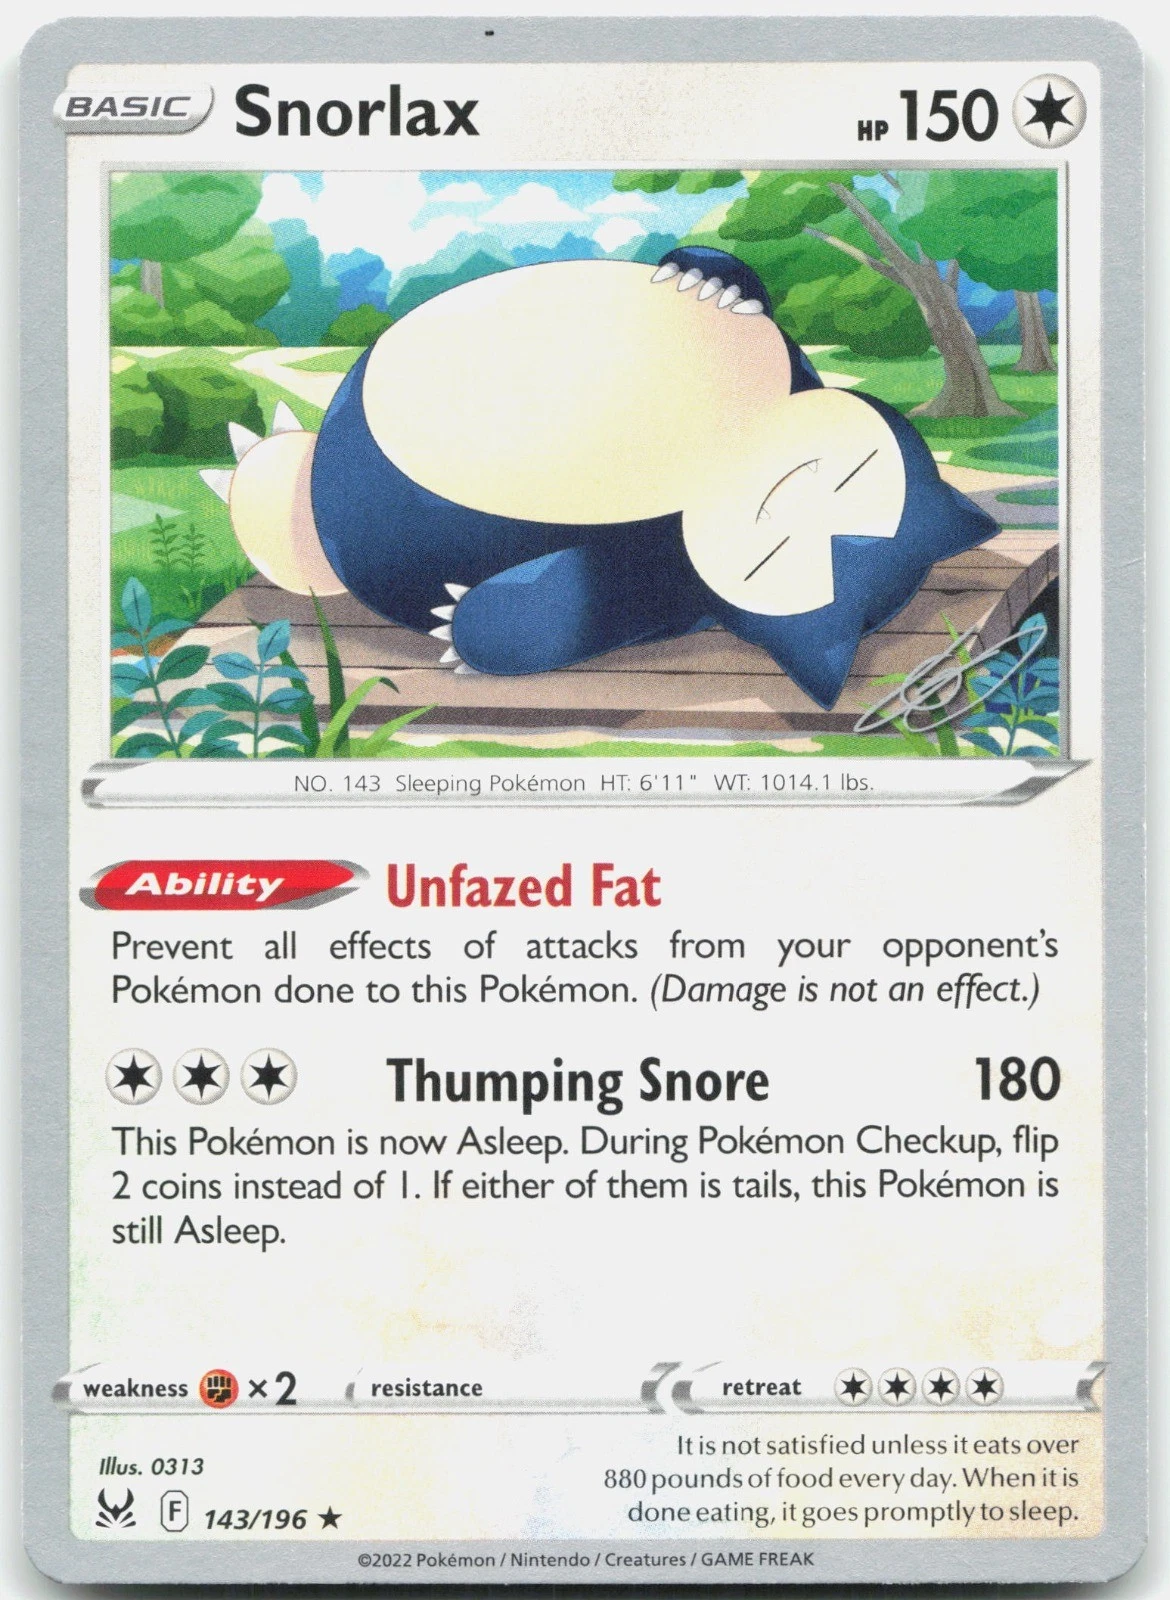 BASIC Snorlax HP 150
NO. 143 Sleeping Pokémon HT: 6'11" WT: 1014.1 lbs.
Ability Unfazed Fat
Prevent all effects of attacks from your opponent's
Pokémon done to this Pokémon. (Damage is not an effect.)
Thumping Snore 180
This Pokémon is now Asleep. During Pokémon Checkup, flip
2 coins instead of 1. If either of them is tails, this Pokémon is
still Asleep.
weakness ×2 resistance retreat
Illus. 0313
F 143/196 ★
It is not satisfied unless it eats over
880 pounds of food every day. When it is
done eating, it goes promptly to sleep.
©2022 Pokémon / Nintendo / Creatures / GAME FREAK